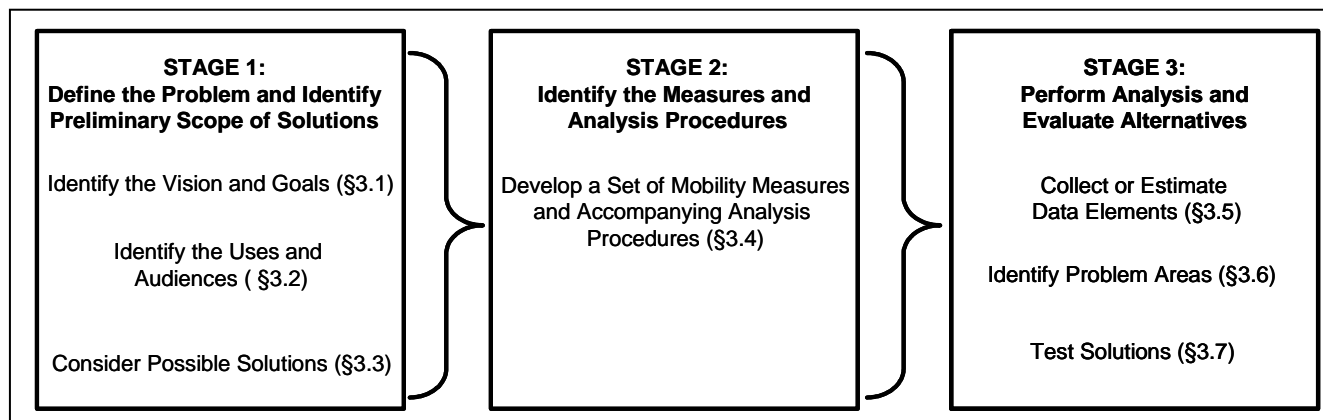 STAGE 1:
Define the Problem and Identify
Preliminary Scope of Solutions
Identify the Vision and Goals (§3.1)
Identify the Uses and
Audiences ( §3.2)
Consider Possible Solutions (§3.3)
STAGE 2:
Identify the Measures and
Analysis Procedures
Develop a Set of Mobility Measures
and Accompanying Analysis
Procedures (§3.4)
STAGE 3:
Perform Analysis and
Evaluate Alternatives
Collect or Estimate
Data Elements (§3.5)
Identify Problem Areas (§3.6)
Test Solutions (§3.7)